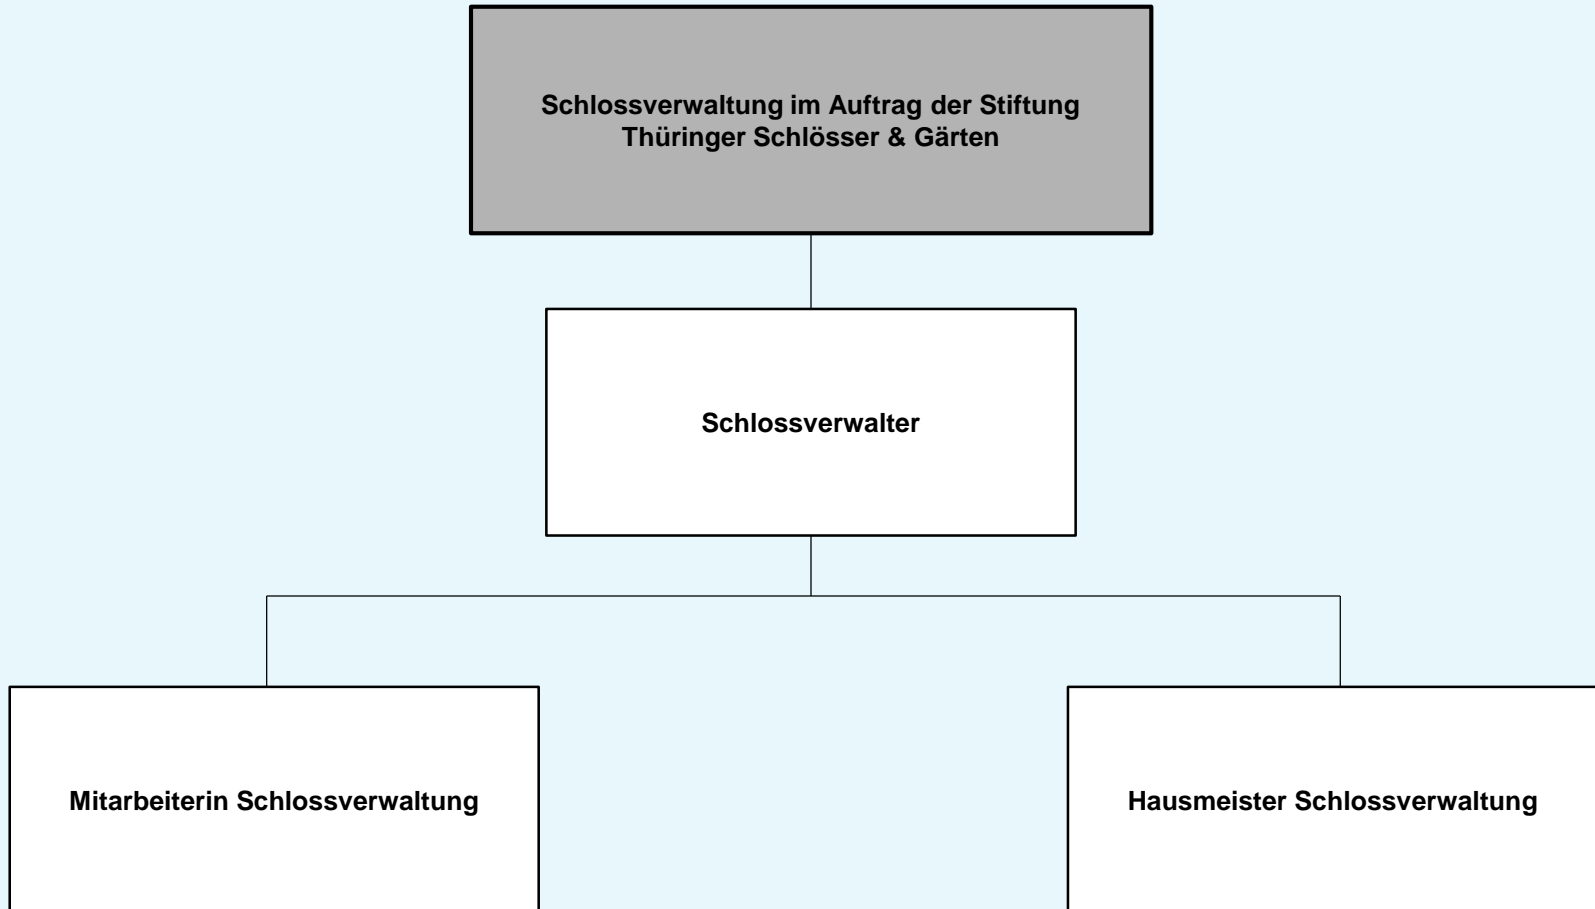 Schlossverwaltung im Auftrag der Stiftung
Thüringer Schlösser & Gärten
Schlossverwalter
Mitarbeiterin Schlossverwaltung
Hausmeister Schlossverwaltung